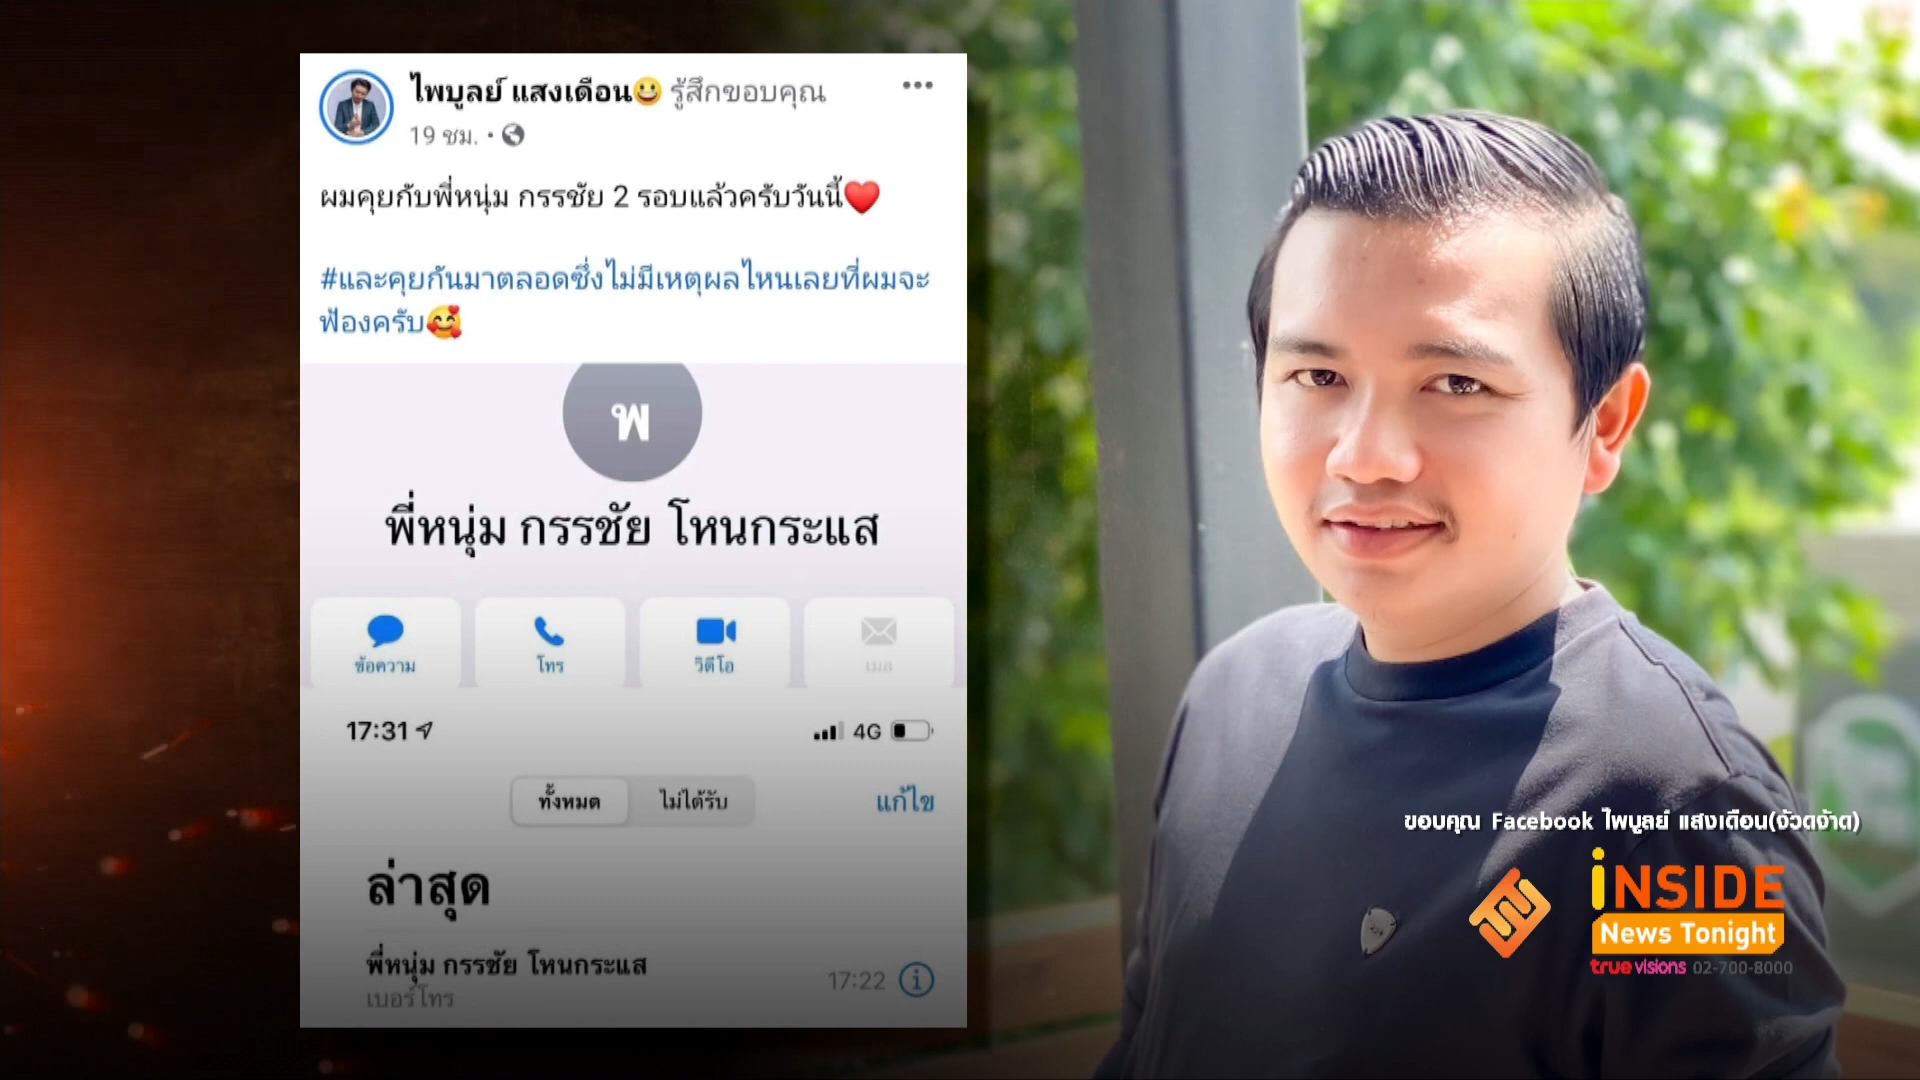 ไพบูลย์ แสงเดือน😀 รู้สึกขอบคุณ
19 ชม. •
ผมคุยกับพี่หนุ่ม กรรชัย 2 รอบแล้วครับวันนี้❤️
#และคุยกันมาตลอดซึ่งไม่มีเหตุผลไหนเลยที่ผมจะ
ฟ้องครับ🥰
พ
พี่หนุ่ม กรรชัย โหนกระแส
ข้อความ โทร วิดีโอ เมล
17:31 4G
ทั้งหมด ไม่ได้รับ แก้ไข
ล่าสุด
พี่หนุ่ม กรรชัย โหนกระแส
เบอร์โทร 17:22
ขอบคุณ Facebook ไพบูลย์ แสงเดือน(จ้วดจ้าด)
iNSIDE
News Tonight
truevisions 02-700-8000